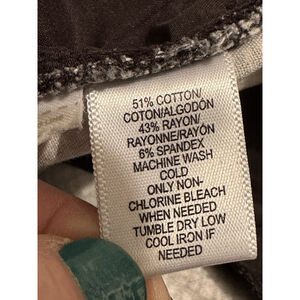 51% COTTON/
COTON/ALGODÓN
43% RAYON/
RAYONNE/RAYÓN
6% SPANDEX
MACHINE WASH
COLD
ONLY NON-
CHLORINE BLEACH
WHEN NEEDED
TUMBLE DRY LOW
COOL IRON IF
NEEDED